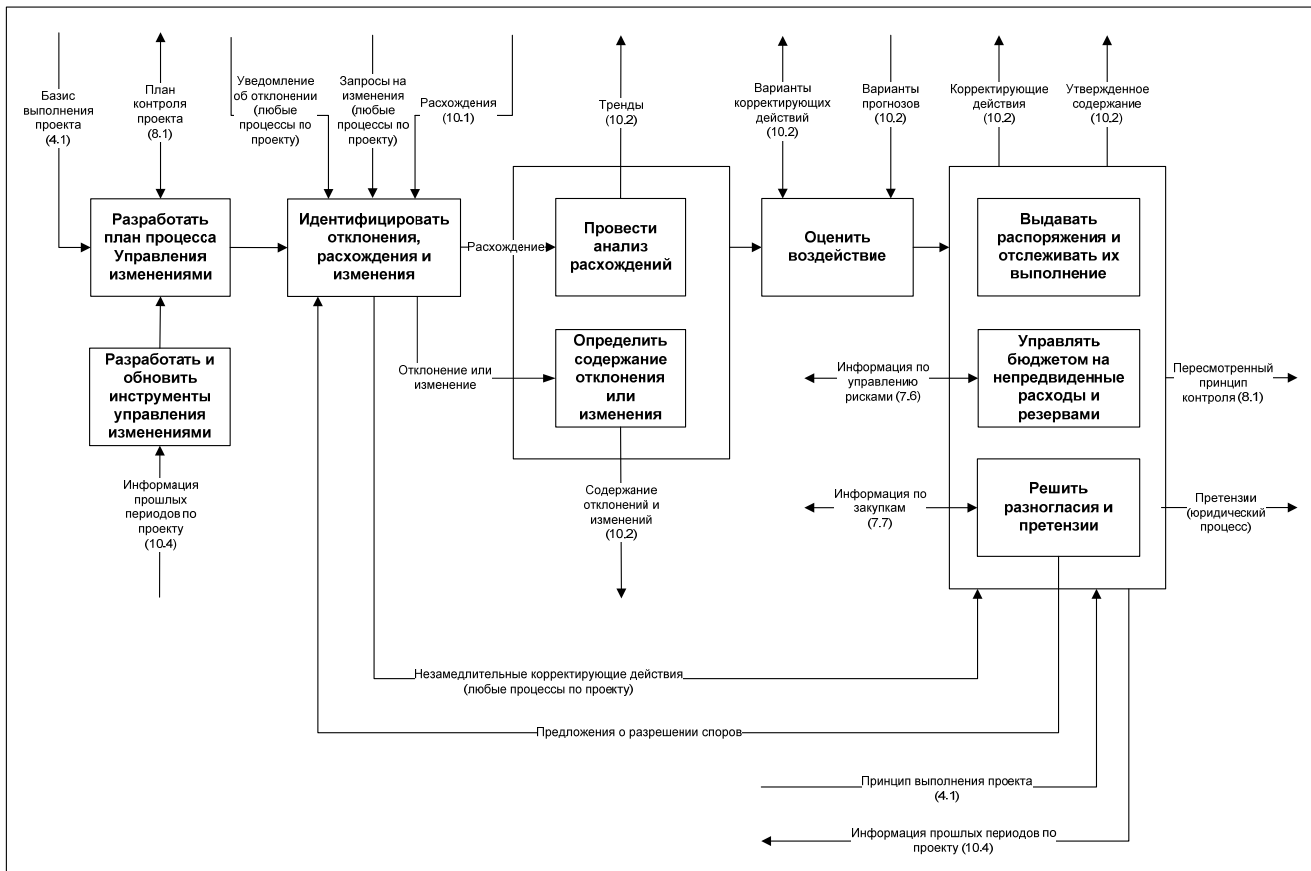 Базис
выполнения
проекта
(4.1)
План
контроля
проекта
(8.1)
Уведомление
об отклонении
(любые
процессы по
проекту)
Запросы на
изменения
(любые
процессы по
проекту)
Расхождения
(10.1)
Тренды
(10.2)
Варианты
корректирующих
действий
(10.2)
Варианты
прогнозов
(10.2)
Корректирующие
действия
(10.2)
Утвержденное
содержание
(10.2)
Разработать
план процесса
Управления
изменениями
Идентифицировать
отклонения,
расхождения и
изменения
Расхождение
Провести
анализ
расхождений
Оценить
воздействие
Выдавать
распоряжения и
отслеживать их
выполнение
Разработать и
обновить
инструменты
управления
изменениями
Отклонение или
изменение
Определить
содержание
отклонения
или
изменения
Информация по
управлению
рисками (7.6)
Управлять
бюджетом на
непредвиденные
расходы и
резервами
Пересмотренный
принцип
контроля (8.1)
Информация
прошлых
периодов по
проекту
(10.4)
Содержание
отклонений и
изменений
(10.2)
Информация по
закупкам
(7.7)
Решить
разногласия и
претензии
Претензии
(юридический
процесс)
Незамедлительные корректирующие действия
(любые процессы по проекту)
Предложения о разрешении споров
Принцип выполнения проекта
(4.1)
Информация прошлых периодов по
проекту (10.4)